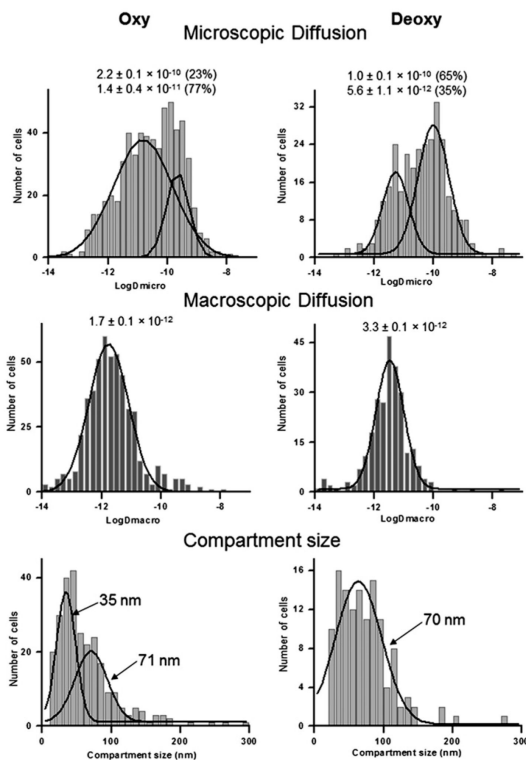 Oxy
Deoxy
Microscopic Diffusion
2.2 ± 0.1 × 10⁻¹⁰ (23%)
1.4 ± 0.4 × 10⁻¹¹ (77%)
1.0 ± 0.1 × 10⁻¹⁰ (65%)
5.6 ± 1.1 × 10⁻¹² (35%)
Number of cells
40
20
0
-14 -12 -10 -8
LogDmicro
Number of cells
32
24
16
8
0
-14 -12 -10 -8
LogDmicro
Macroscopic Diffusion
1.7 ± 0.1 × 10⁻¹²
3.3 ± 0.1 × 10⁻¹²
Number of cells
50
25
0
-14 -12 -10 -8
LogDmacro
Number of cells
45
30
15
0
-14 -12 -10 -8
LogDmacro
Compartment size
35 nm
71 nm
Number of cells
40
20
0
0 100 200 300
Compartment size (nm)
70 nm
Number of cells
16
12
8
4
0
0 100 200 300
Compartment size (nm)